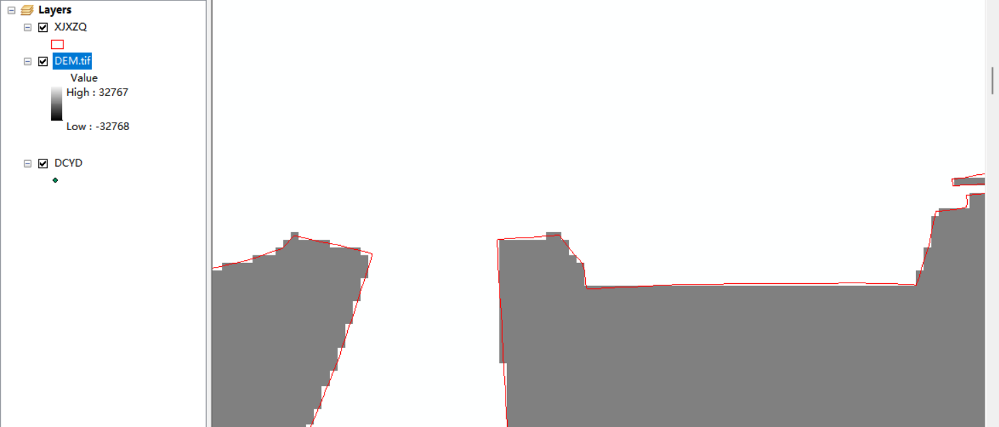 Layers
XJXZQ
DEM.tif
Value
High : 32767
Low : -32768
DCYD